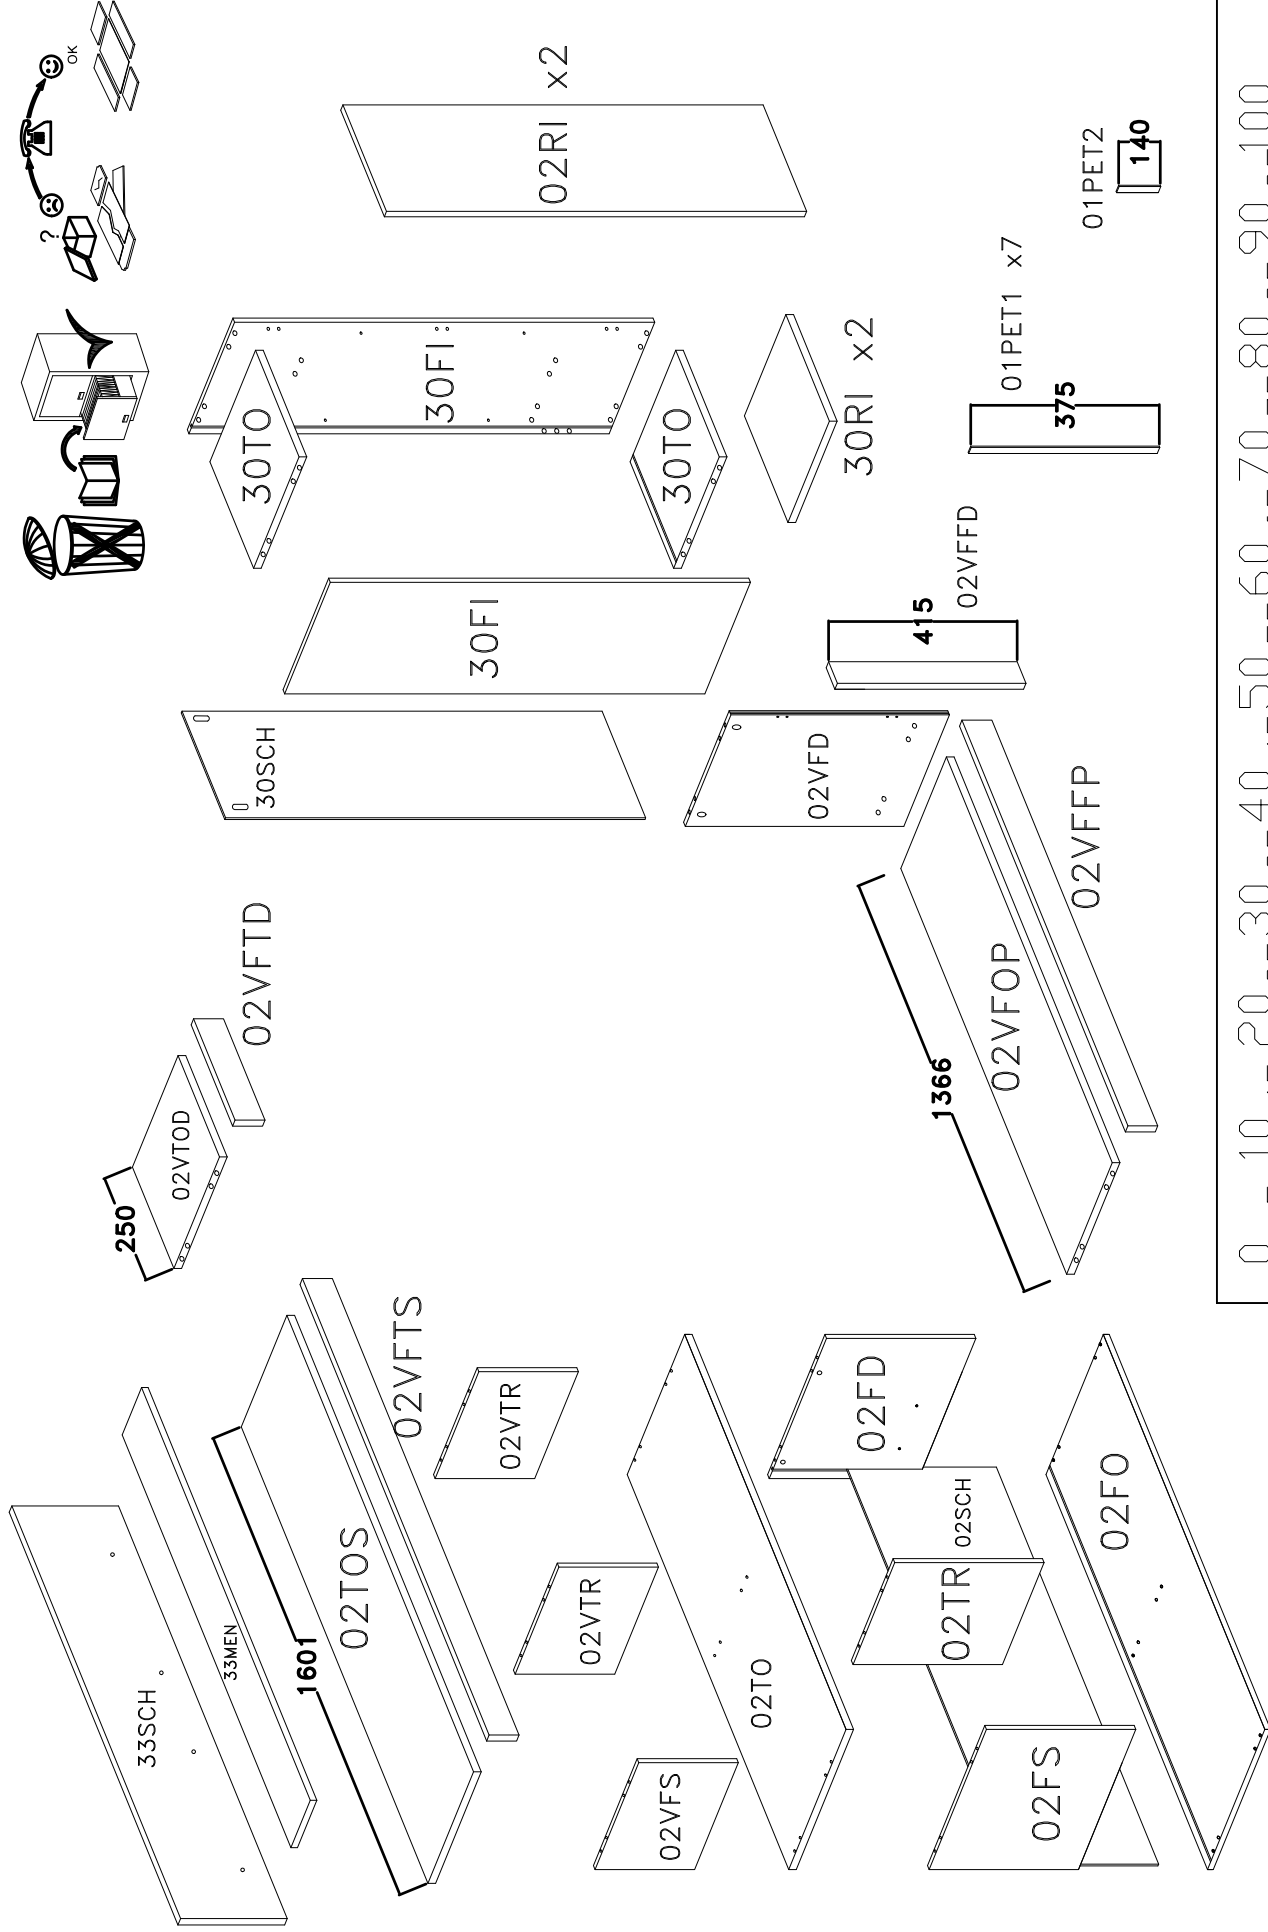 OK
?
02RI x2
30FI
30TO
30TO
30RI x2
01PET1 x7
375
01PET2
140
30FI
30SCH
02VFD
02VFFD
415
02VFTD
02VTOD
250
02VFOP
1366
02VFFP
33SCH
33MEN
02TOS
1601
02VFTS
02VTR
02VTR
02VFS
02TO
02FD
02SCH
02TR
02FS
02FO
0 - 10 - 20 - 30 - 40 - 50 - 60 - 70 - 80 - 90 - 100